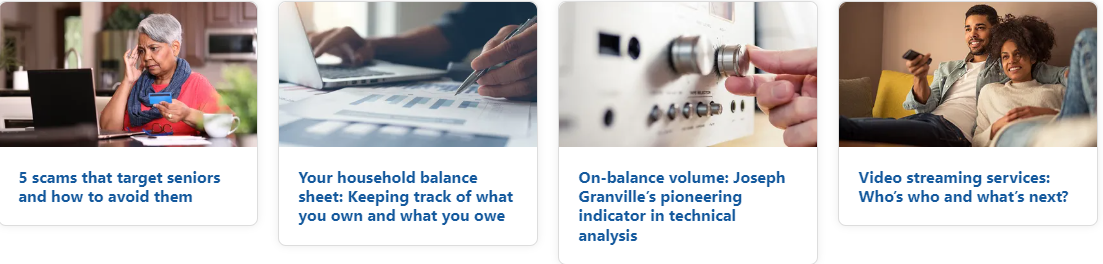 5 scams that target seniors
and how to avoid them
Your household balance
sheet: Keeping track of what
you own and what you owe
On-balance volume: Joseph
Granville’s pioneering
indicator in technical
analysis
Video streaming services:
Who’s who and what’s next?